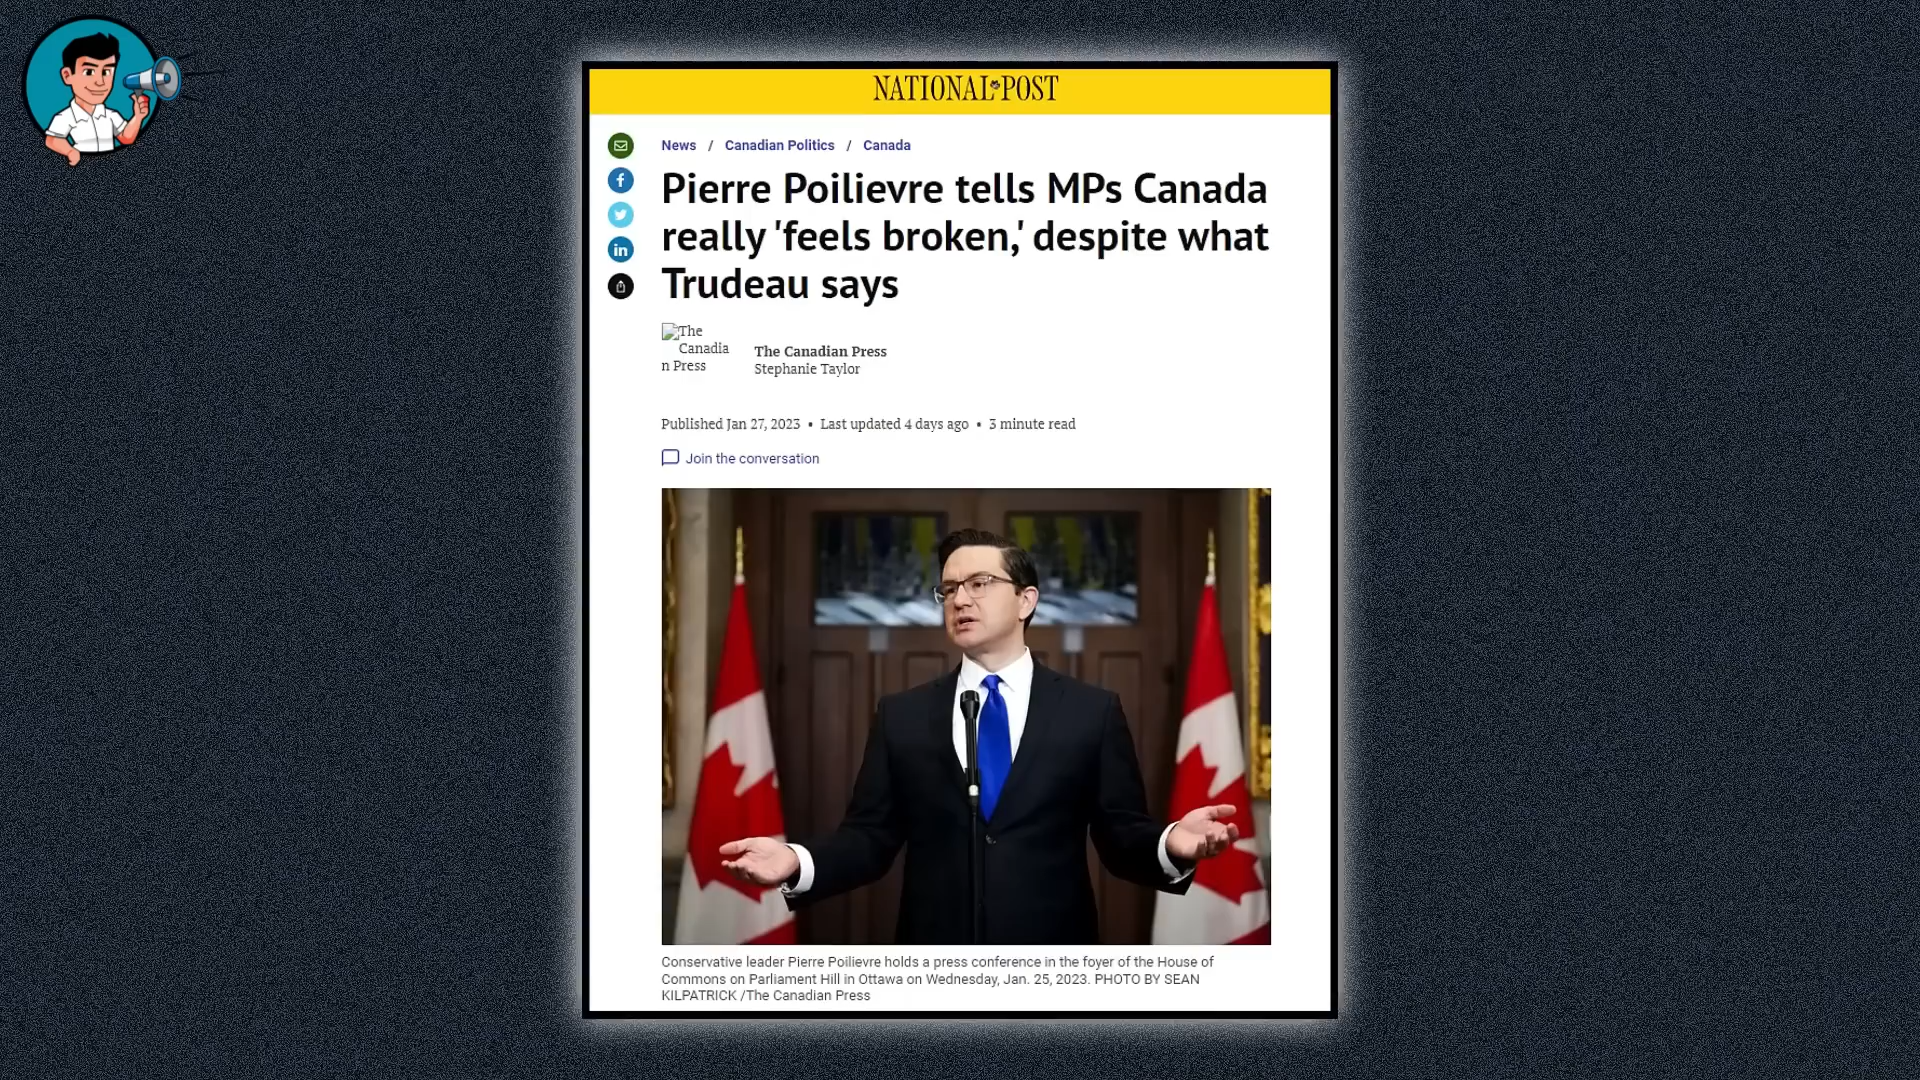 NATIONAL POST
News / Canadian Politics / Canada
Pierre Poilievre tells MPs Canada
really 'feels broken,' despite what
Trudeau says
The
Canadia
n Press
The Canadian Press
Stephanie Taylor
Published Jan 27, 2023 • Last updated 4 days ago • 3 minute read
Join the conversation
Conservative leader Pierre Poilievre holds a press conference in the foyer of the House of
Commons on Parliament Hill in Ottawa on Wednesday, Jan. 25, 2023. PHOTO BY SEAN
KILPATRICK /The Canadian Press